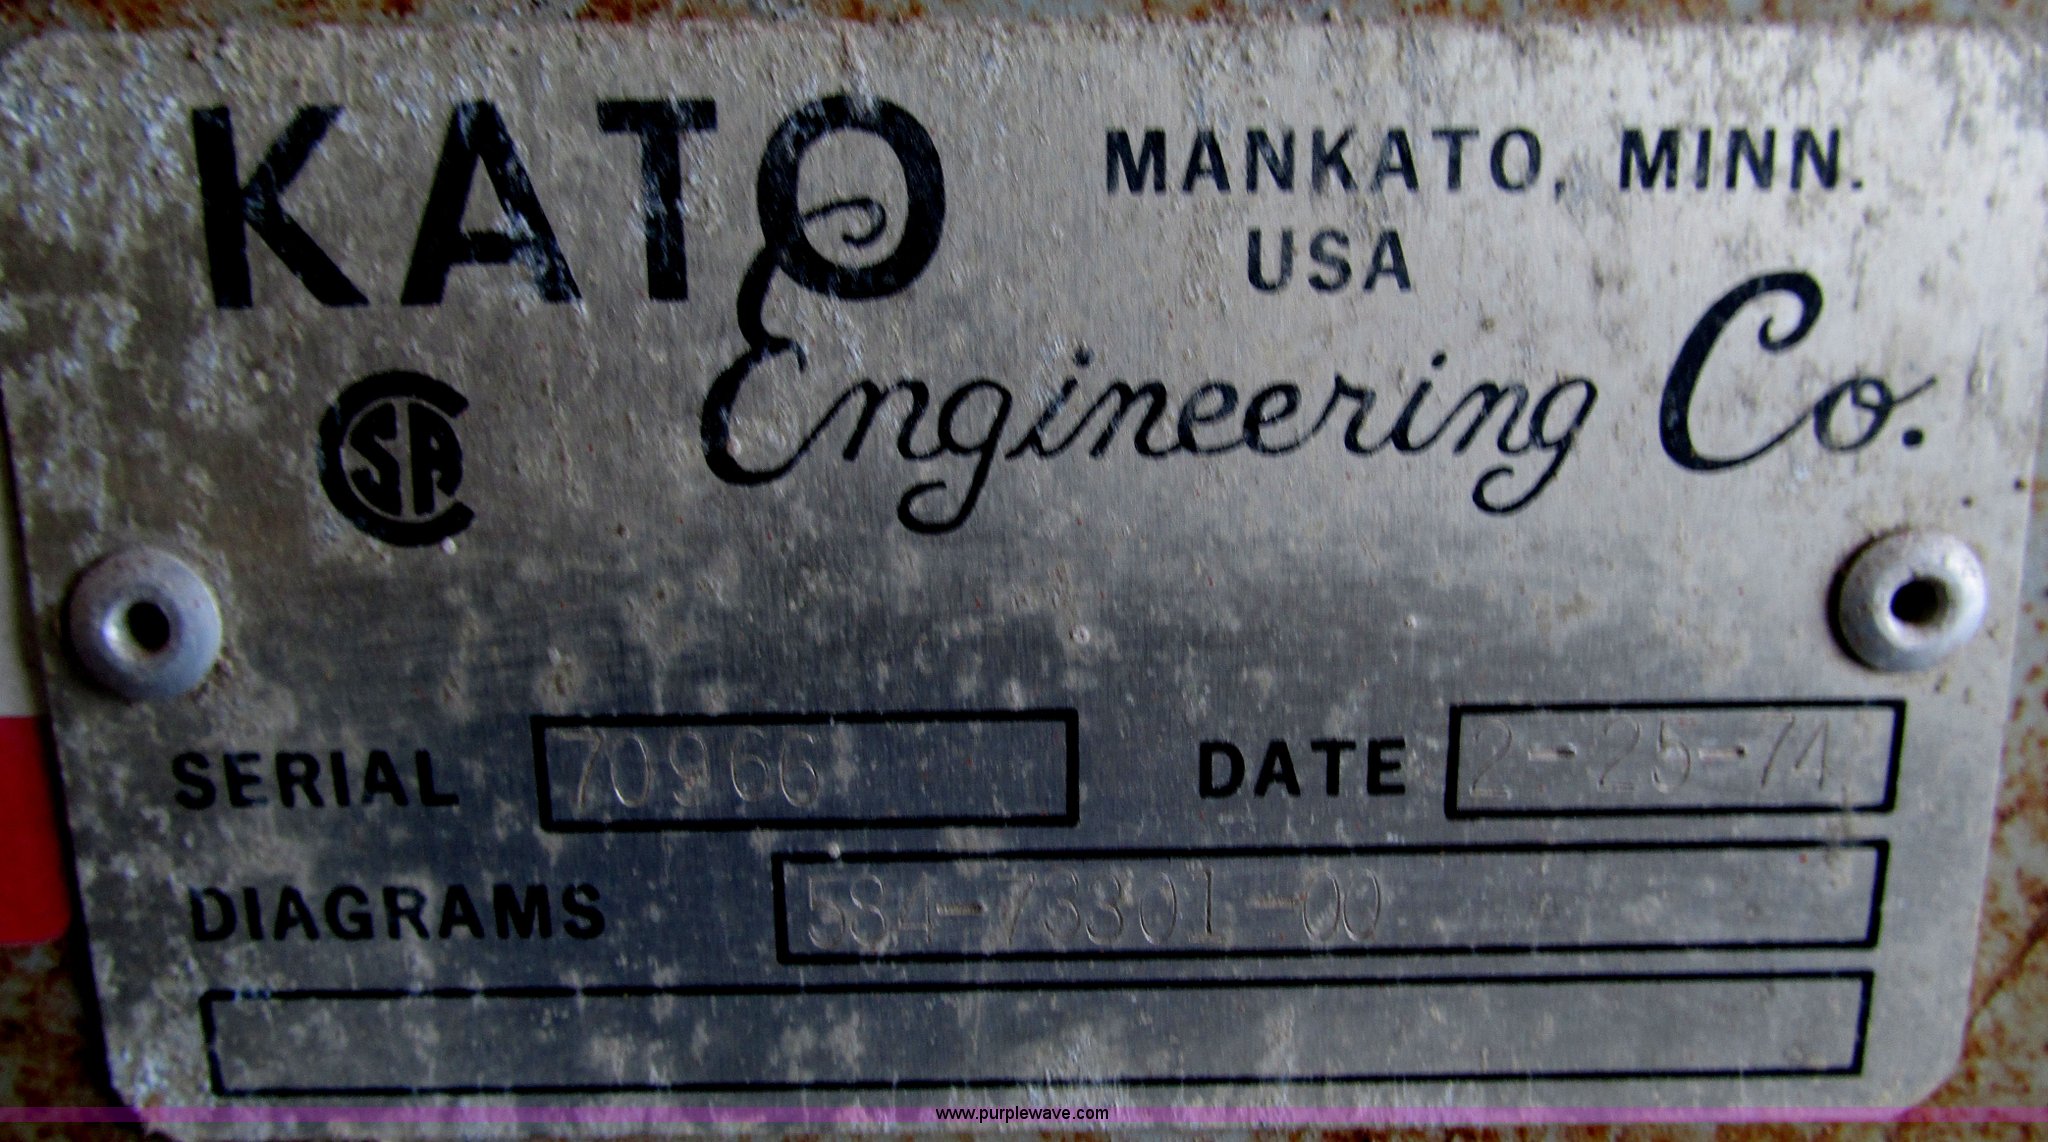 KATO
MANKATO, MINN.
USA
Engineering Co.
CSA
SERIAL 70966 DATE 2-25-74
DIAGRAMS 584-73301-00
www.purplewave.com